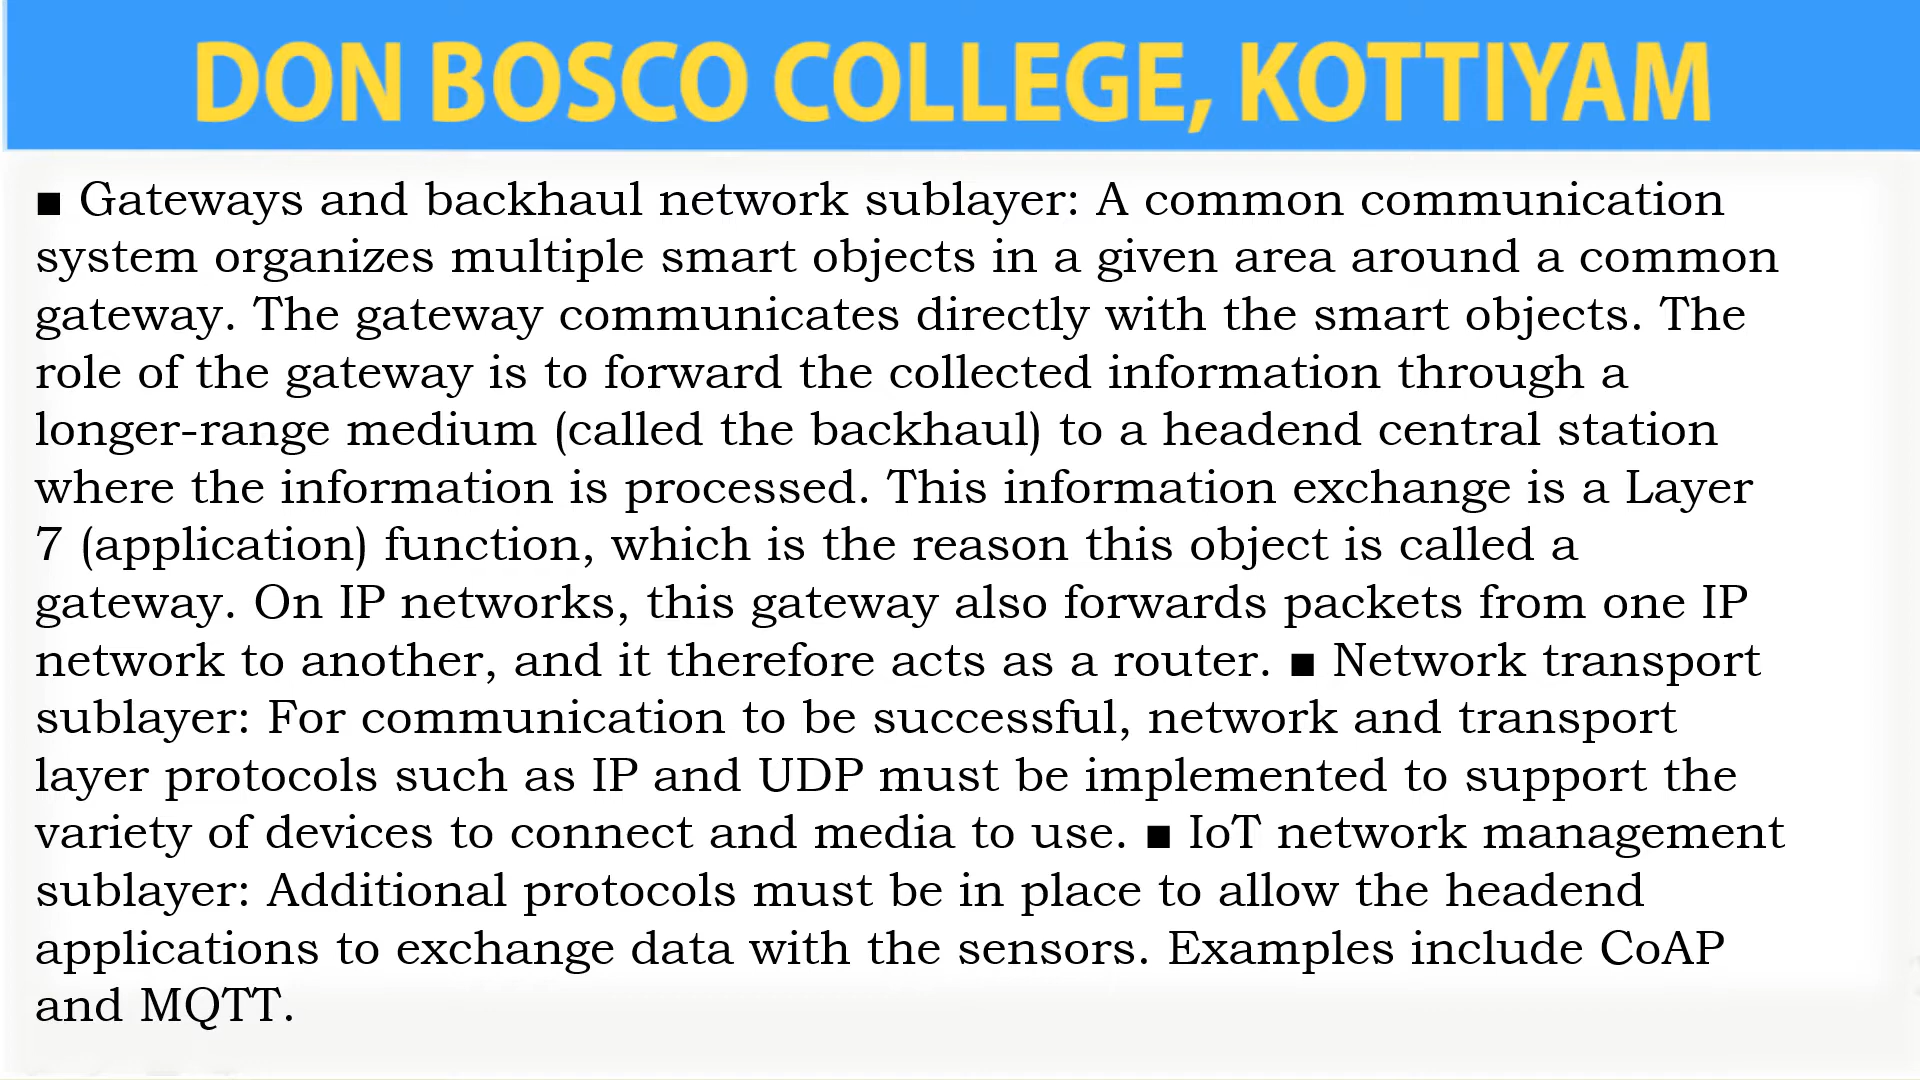 DON BOSCO COLLEGE, KOTTIYAM
▪ Gateways and backhaul network sublayer: A common communication
system organizes multiple smart objects in a given area around a common
gateway. The gateway communicates directly with the smart objects. The
role of the gateway is to forward the collected information through a
longer-range medium (called the backhaul) to a headend central station
where the information is processed. This information exchange is a Layer
7 (application) function, which is the reason this object is called a
gateway. On IP networks, this gateway also forwards packets from one IP
network to another, and it therefore acts as a router. ▪ Network transport
sublayer: For communication to be successful, network and transport
layer protocols such as IP and UDP must be implemented to support the
variety of devices to connect and media to use. ▪ IoT network management
sublayer: Additional protocols must be in place to allow the headend
applications to exchange data with the sensors. Examples include CoAP
and MQTT.